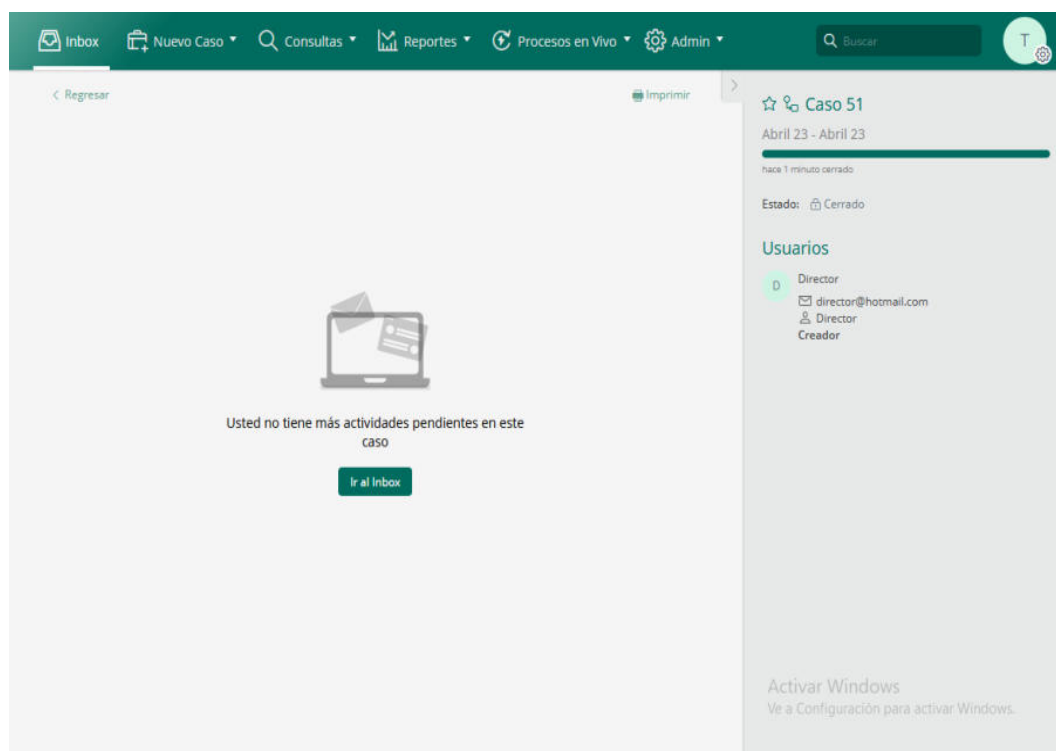 Inbox
Nuevo Caso
Consultas
Reportes
Procesos en Vivo
Admin
Buscar
T
Regresar
Imprimir
Caso 51
Abril 23 - Abril 23
hace 1 minuto cerrado
Estado: Cerrado
Usuarios
D
Director
director@hotmail.com
Director
Creador
Usted no tiene más actividades pendientes en este
caso
Ir al Inbox
Activar Windows
Ve a Configuración para activar Windows.